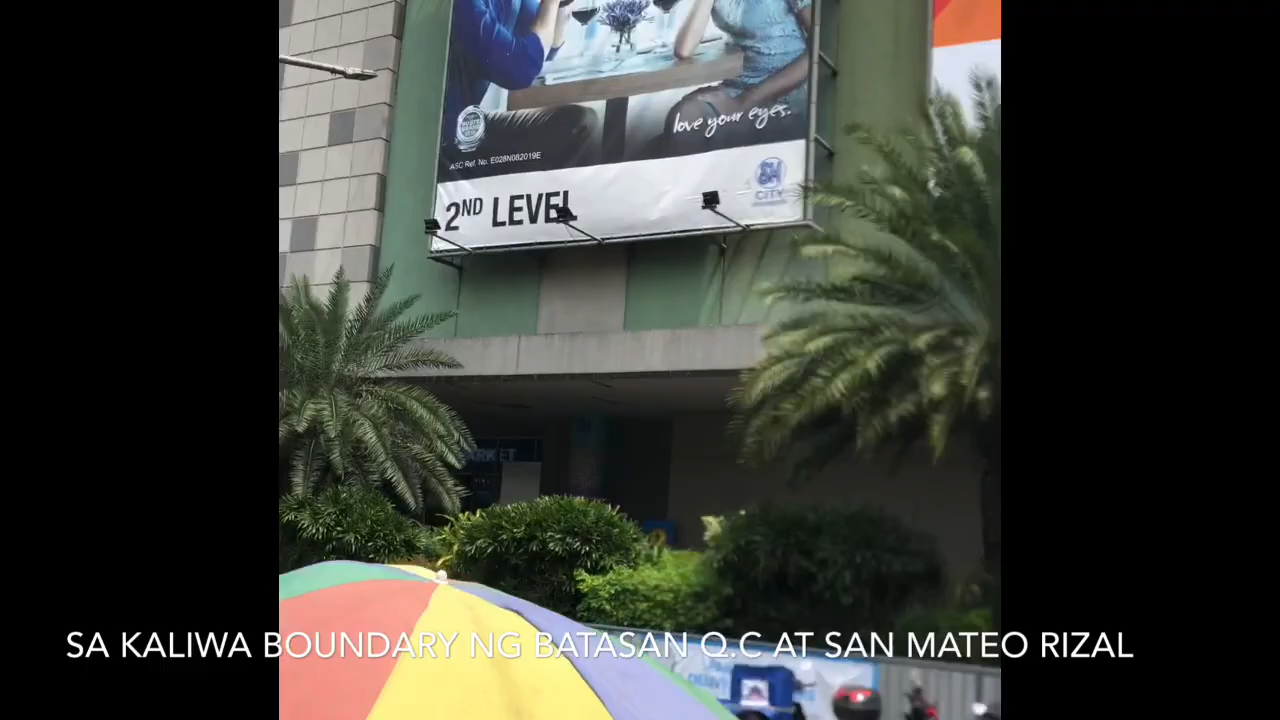 love your eyes.
ASC Ref. No. E028N082019E
2ND LEVEL
SM
CITY
ARKET
SA KALIWA BOUNDARY NG BATASAN Q.C AT SAN MATEO RIZAL